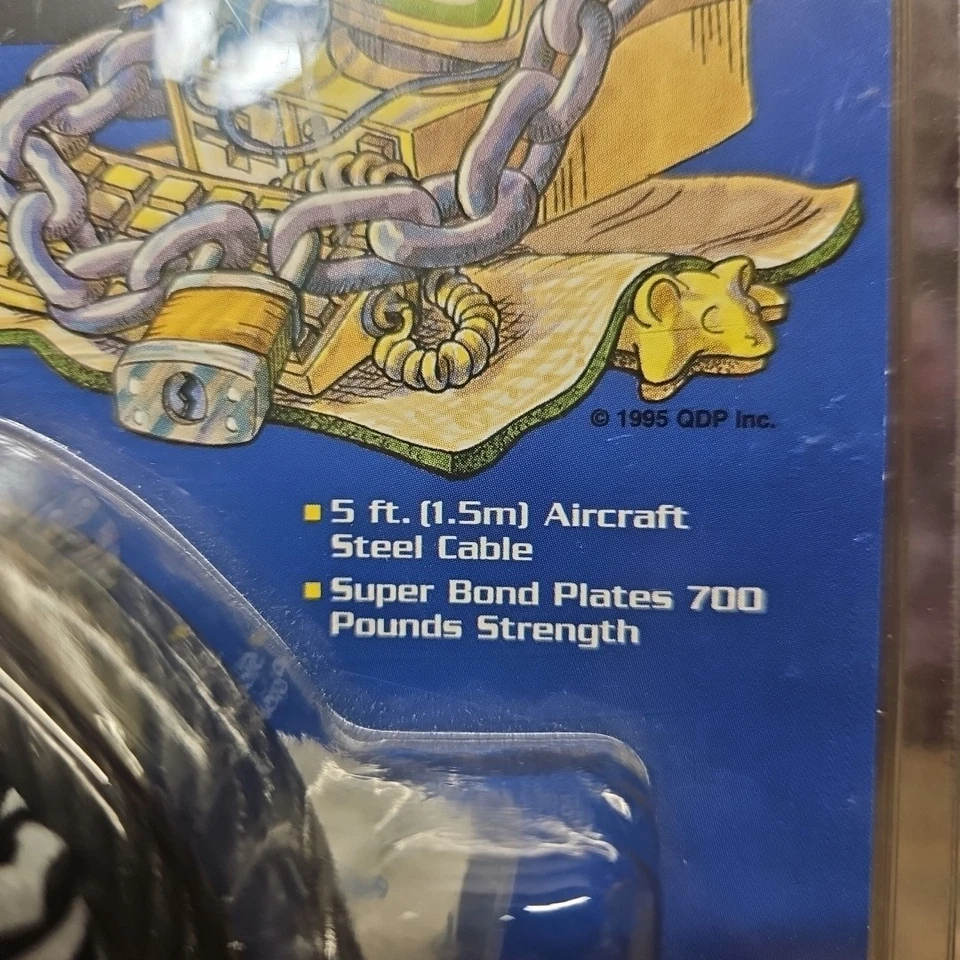 © 1995 QDP Inc.
5 ft. (1.5m) Aircraft
Steel Cable
Super Bond Plates 700
Pounds Strength